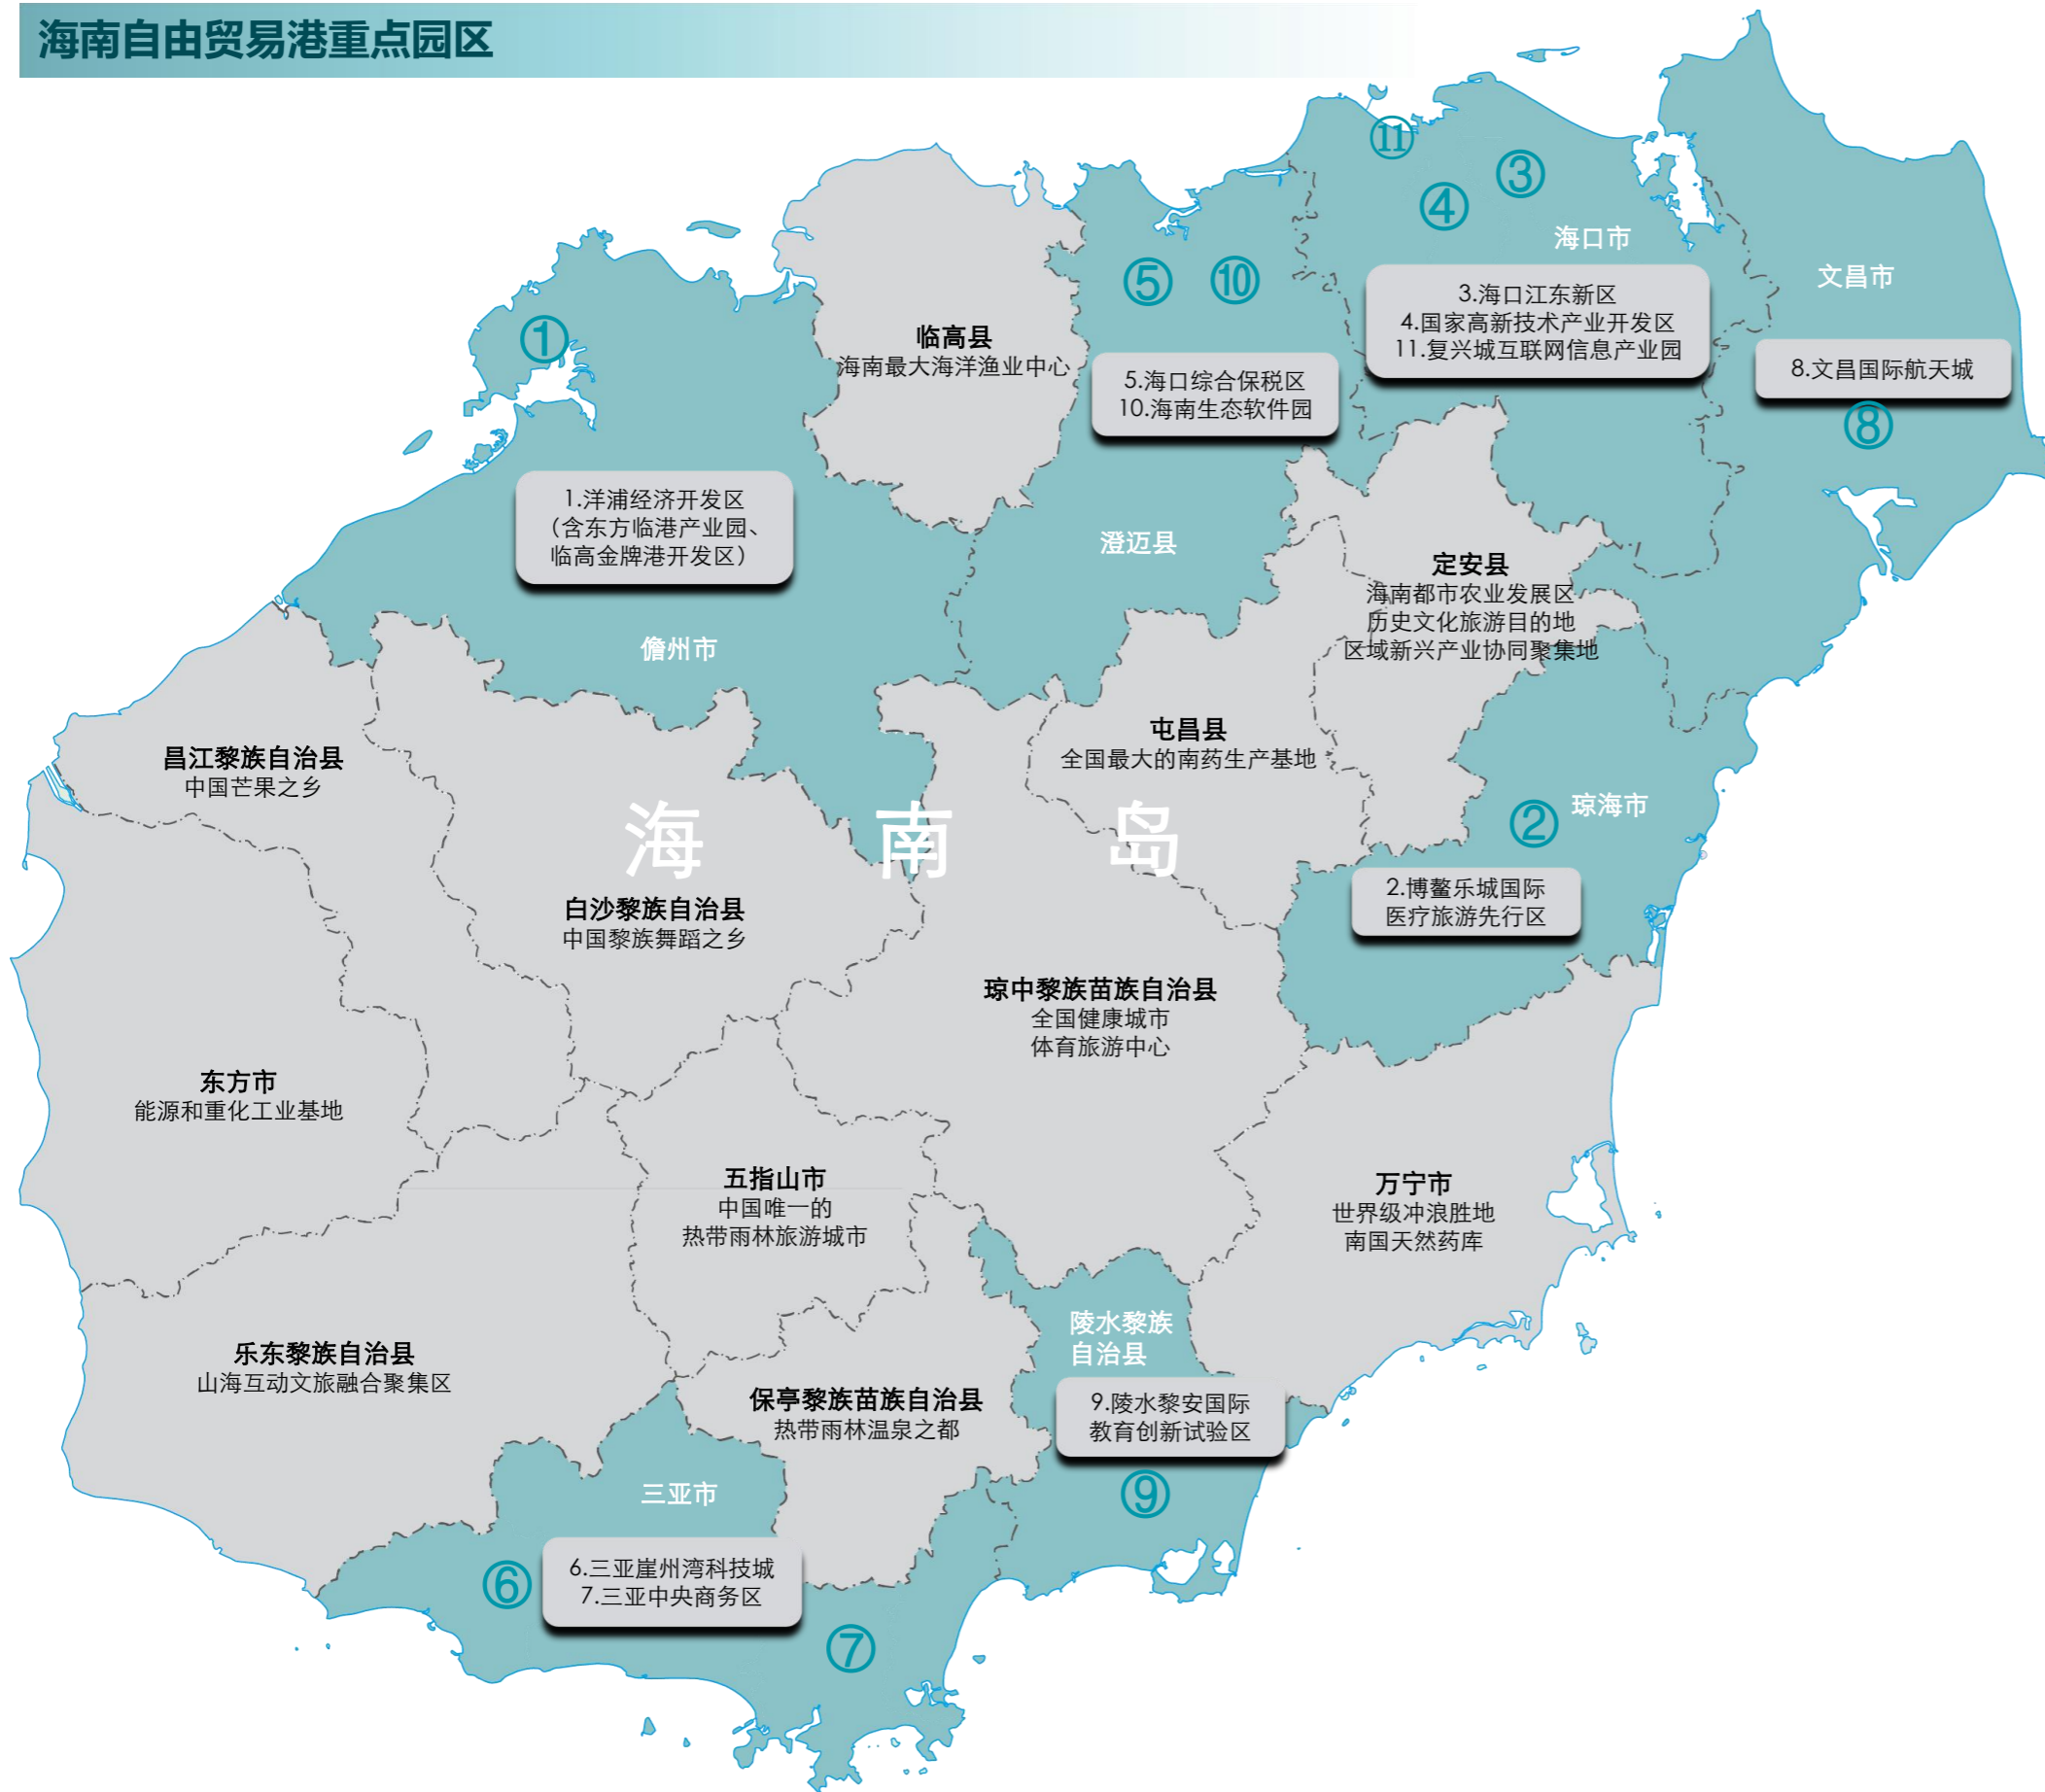 海南自由贸易港重点园区
⑪
③
④
海口市
3.海口江东新区
4.国家高新技术产业开发区
11.复兴城互联网信息产业园
文昌市
8.文昌国际航天城
⑧
⑤
⑩
5.海口综合保税区
10.海南生态软件园
澄迈县
临高县
海南最大海洋渔业中心
①
1.洋浦经济开发区
（含东方临港产业园、
临高金牌港开发区）
儋州市
定安县
海南都市农业发展区
历史文化旅游目的地
区域新兴产业协同聚集地
屯昌县
全国最大的南药生产基地
昌江黎族自治县
中国芒果之乡
海南岛
②
琼海市
2.博鳌乐城国际
医疗旅游先行区
白沙黎族自治县
中国黎族舞蹈之乡
琼中黎族苗族自治县
全国健康城市
体育旅游中心
东方市
能源和重化工业基地
五指山市
中国唯一的
热带雨林旅游城市
万宁市
世界级冲浪胜地
南国天然药库
乐东黎族自治县
山海互动文旅融合聚集区
陵水黎族
自治县
9.陵水黎安国际
教育创新试验区
⑨
保亭黎族苗族自治县
热带雨林温泉之都
三亚市
⑥
6.三亚崖州湾科技城
7.三亚中央商务区
⑦